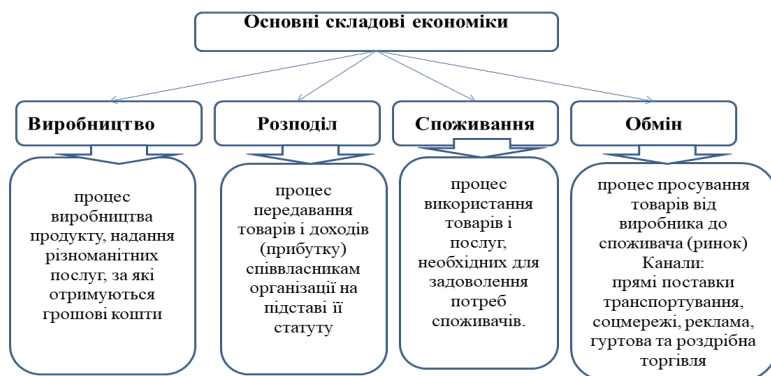 Основні складові економіки
Виробництво
процес
виробництва
продукту, надання
різноманітних
послуг, за які
отримуються
грошові кошти
Розподіл
процес
передавання
товарів і доходів
(прибутку)
співвласникам
організації на
підставі її
статуту
Споживання
процес
використання
товарів і
послуг,
необхідних для
задоволення
потреб
споживачів.
Обмін
процес просування
товарів від
виробника до
споживача (ринок)
Канали:
прямі поставки
транспортування,
соцмережі, реклама,
гуртова та роздрібна
торгівля